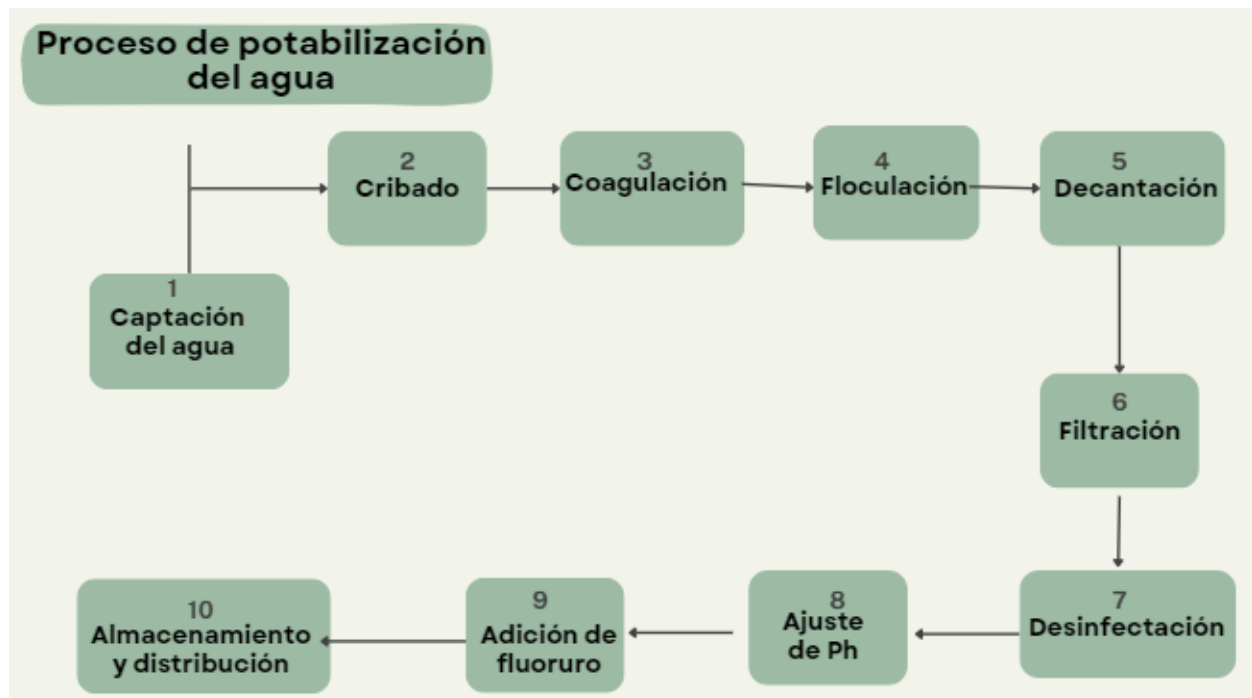 Proceso de potabilización
del agua
1
Captación
del agua
2
Cribado
3
Coagulación
4
Floculación
5
Decantación
6
Filtración
7
Desinfectación
8
Ajuste
de Ph
9
Adición de
fluoruro
10
Almacenamiento
y distribución